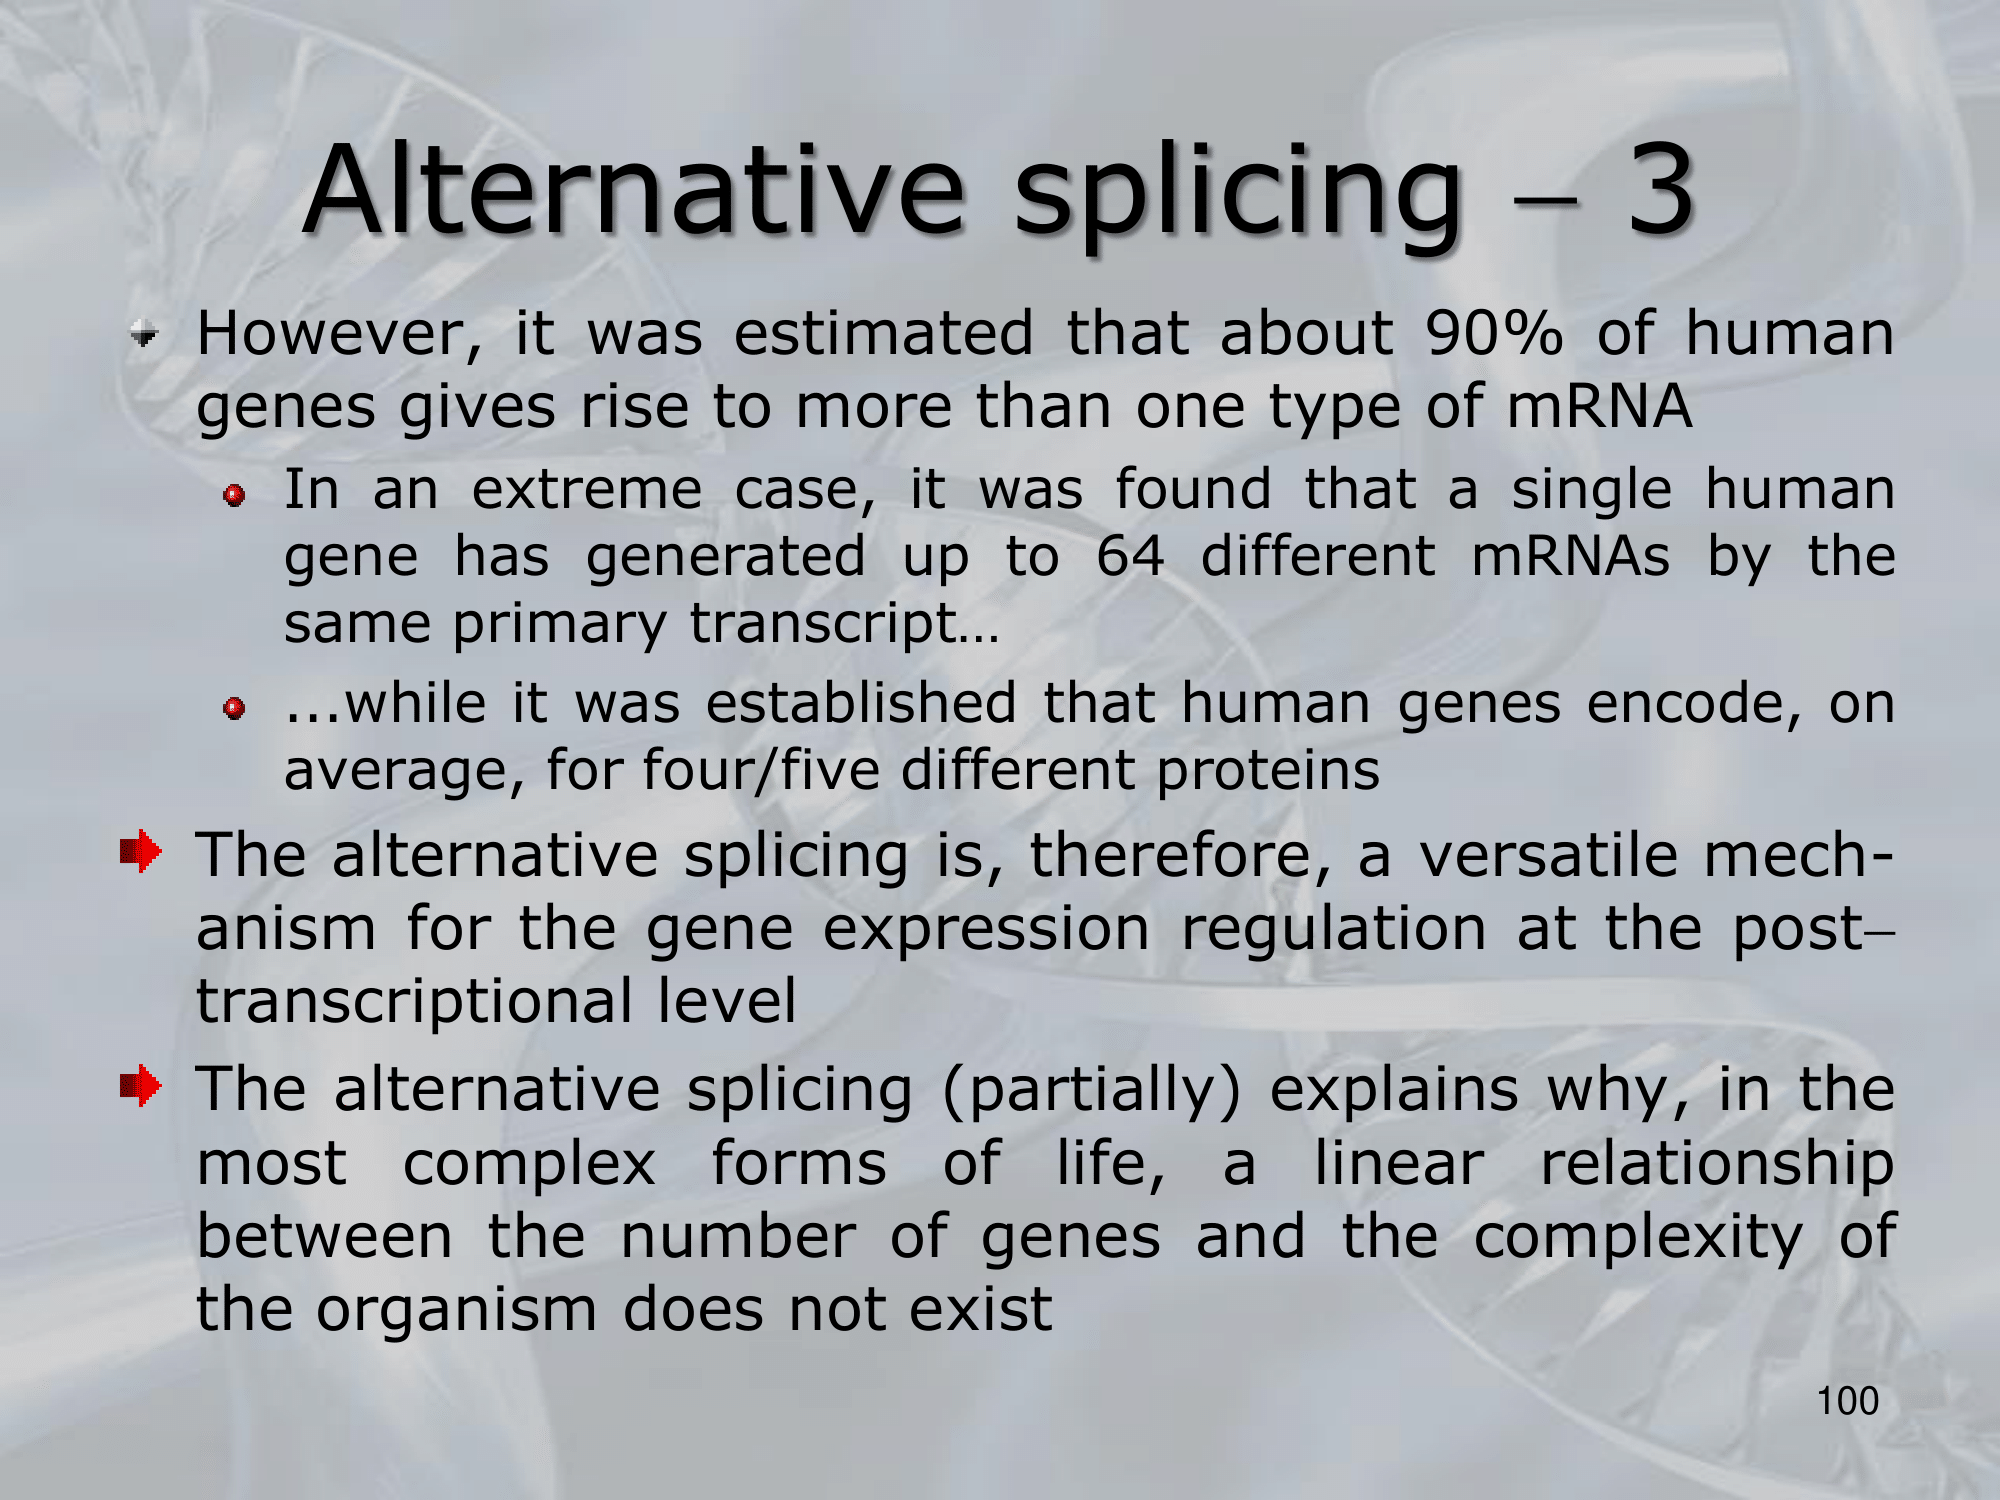 Alternative splicing – 3
However, it was estimated that about 90% of human
genes gives rise to more than one type of mRNA
In an extreme case, it was found that a single human
gene has generated up to 64 different mRNAs by the
same primary transcript…
…while it was established that human genes encode, on
average, for four/five different proteins
The alternative splicing is, therefore, a versatile mech-
anism for the gene expression regulation at the post–
transcriptional level
The alternative splicing (partially) explains why, in the
most complex forms of life, a linear relationship
between the number of genes and the complexity of
the organism does not exist
100